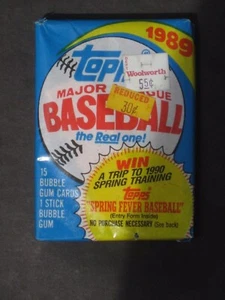 1989
TOPPS
Woolworth
55¢
MAJOR LEAGUE
REDUCED
30¢
BASEBALL
the Real one!
WIN
A TRIP TO 1990
SPRING TRAINING
TOPPS
SPRING FEVER BASEBALL
(Entry Form Inside)
NO PURCHASE NECESSARY (See Back)
15
BUBBLE
GUM CARDS
1 STICK
BUBBLE
GUM